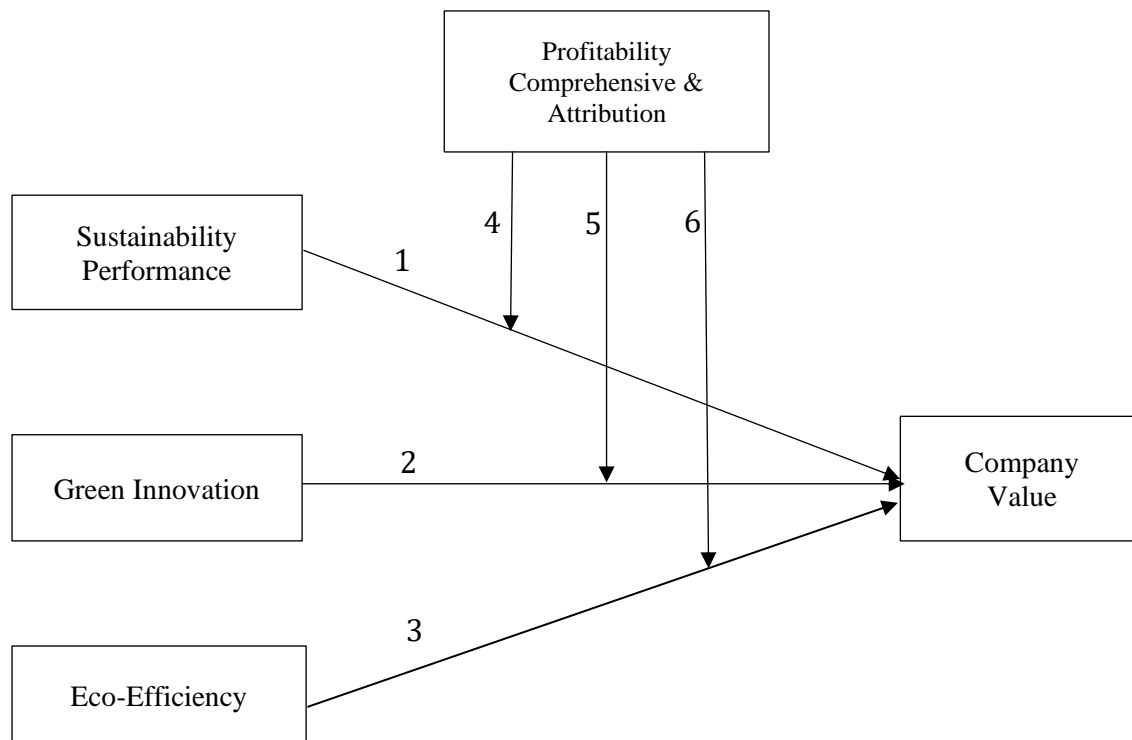 Profitability
Comprehensive &
Attribution
4
5
6
Sustainability
Performance
1
Green Innovation
2
Company
Value
3
Eco-Efficiency